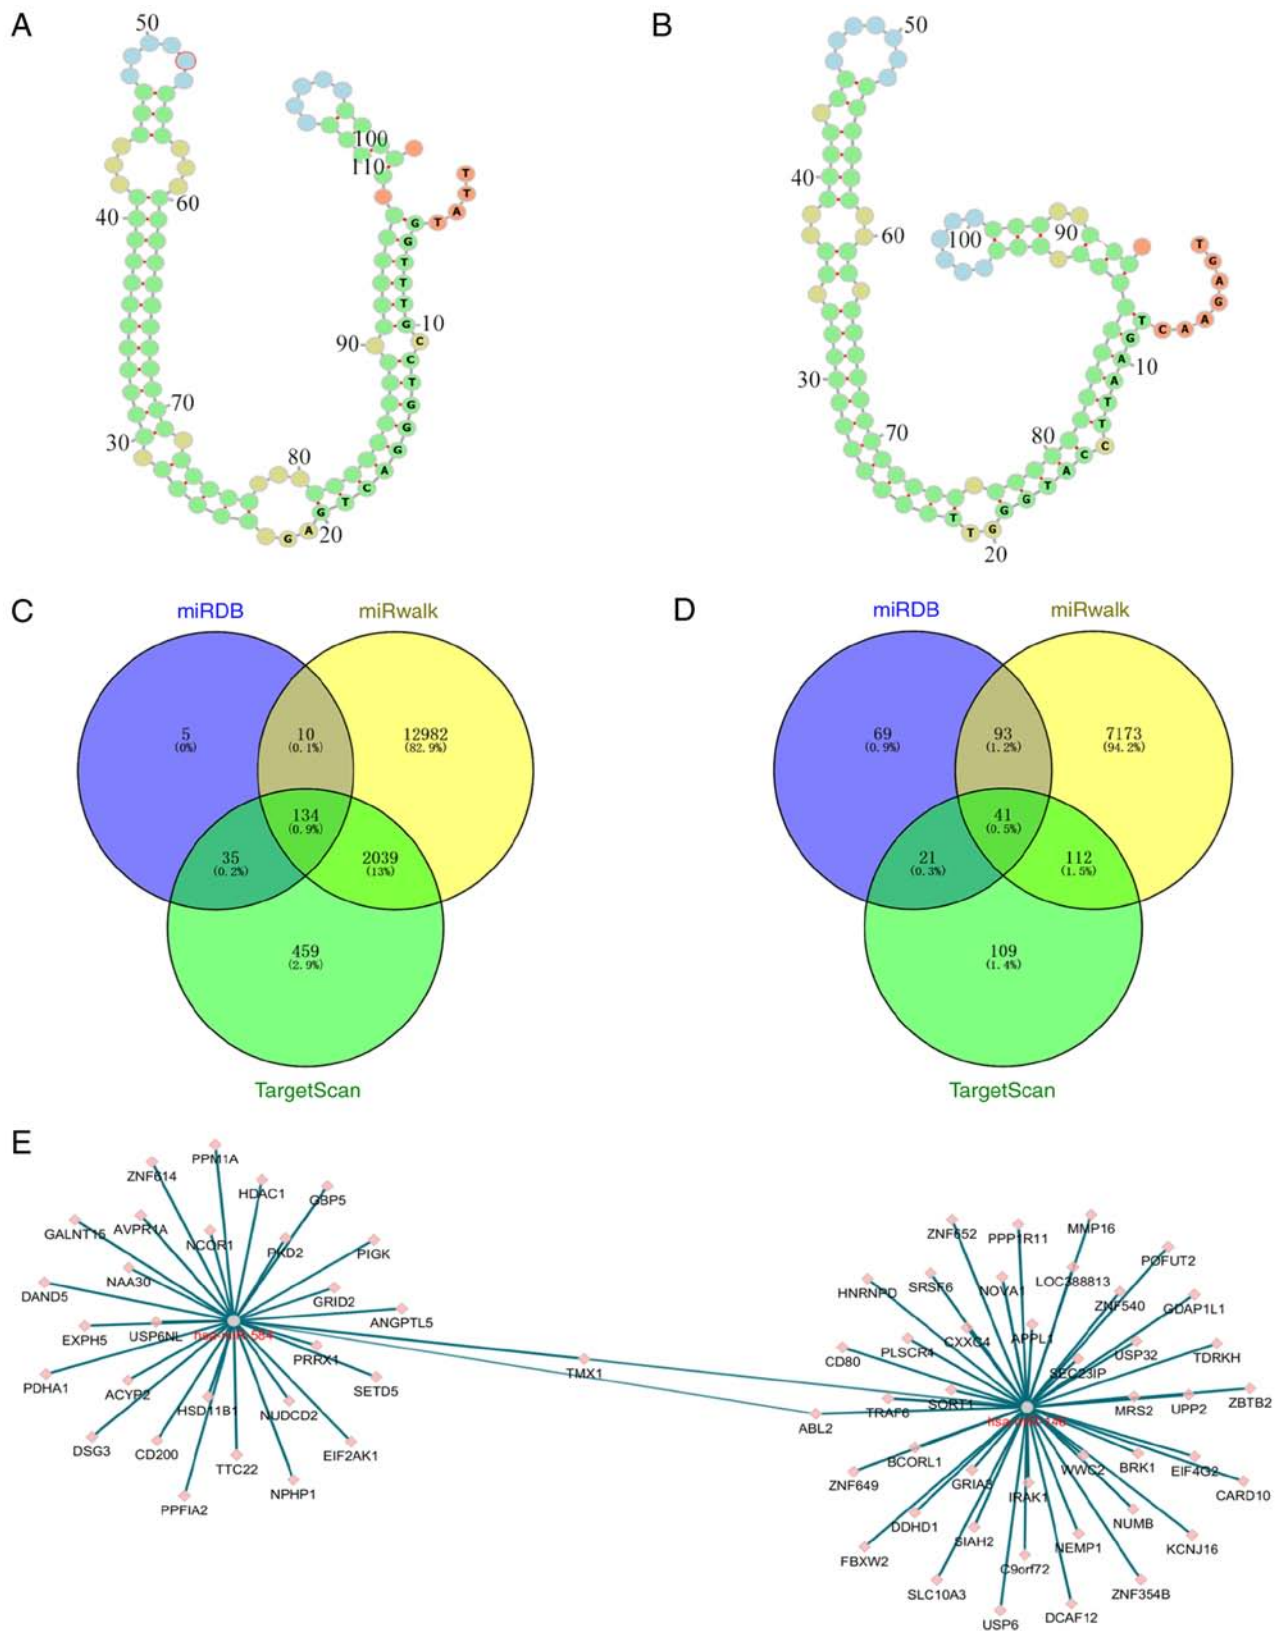 A
B
50
50
100
110
60
40
T
T
A
T
G
G
T
T
T
G
10
C
C
T
G
G
G
A
C
T
G
20
A
G
90
70
30
80
40
60
100
90
T
G
A
G
A
A
C
T
G
A
10
A
T
T
C
C
A
T
G
G
G
20
T
T
30
70
80
C
D
miRDB
miRwalk
miRDB
miRwalk
5
(0%)
10
(0.1%)
12982
(82.9%)
69
(0.9%)
93
(1.2%)
7173
(94.2%)
134
(0.9%)
41
(0.5%)
35
(0.2%)
2039
(13%)
21
(0.3%)
112
(1.5%)
459
(2.9%)
109
(1.4%)
TargetScan
TargetScan
E
PPM1A
ZNF614
HDAC1
GBP5
GALNT15
AVPR1A
NCOR1
PKD2
PIGK
NAA30
DAND5
GRID2
ANGPTL5
EXPH5
USP6NL
hsa-miR-584
PRRX1
PDHA1
ACYP2
SETD5
HSD11B1
NUDCD2
DSG3
CD200
TTC22
EIF2AK1
PPFIA2
NPHP1
TMX1
ABL2
ZNF652
PPP1R11
MMP16
POFUT2
HNRNPD
SRSF6
NOVA1
LOC388813
ZNF540
GDAP1L1
CD80
PLSCR4
CXXC4
APPL1
SEC23IP
USP32
TDRKH
TRAF6
SORT1
MRS2
UPP2
ZBTB2
BCORL1
ZNF649
GRIA3
IRAK1
WWC2
BRK1
EIF4G2
CARD10
DDHD1
SIAH2
NUMB
FBXW2
C9orf72
NEMP1
KCNJ16
SLC10A3
ZNF354B
USP6
DCAF12